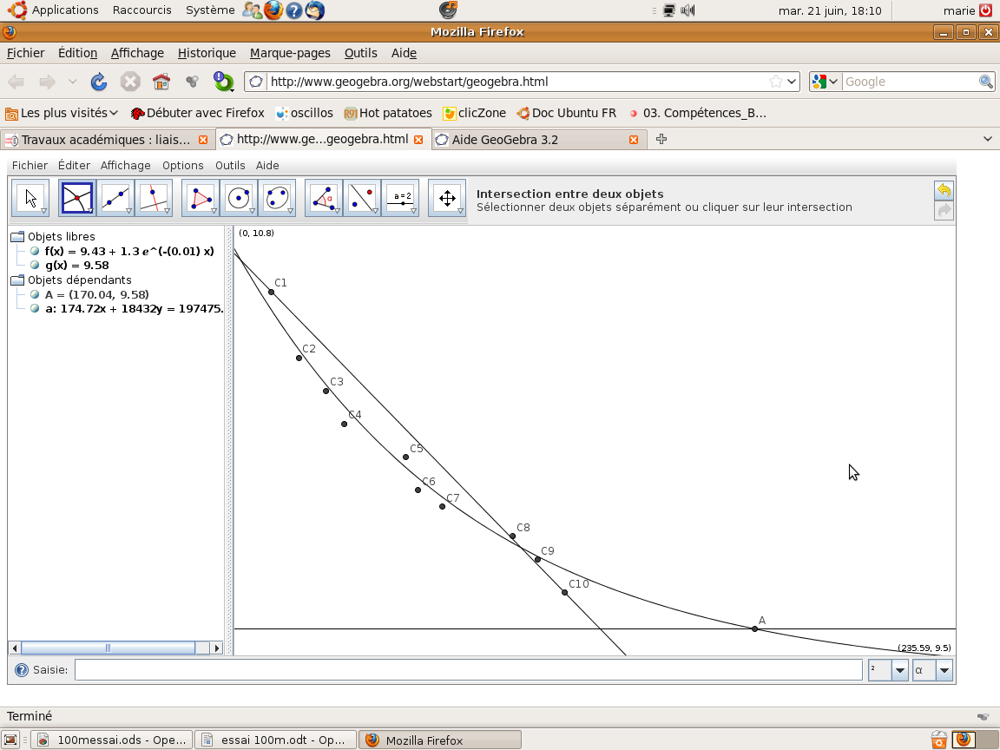 Applications Raccourcis Système mar. 21 juin, 18:10 marie
Mozilla Firefox
Fichier Édition Affichage Historique Marque-pages Outils Aide
http://www.geogebra.org/webstart/geogebra.html Google
Les plus visités Débuter avec Firefox oscillos Hot patatoes clicZone Doc Ubuntu FR 03. Compétences_B...
Travaux académiques : liais... http://www.ge...geogebra.html Aide GeoGebra 3.2
Fichier Éditer Affichage Options Outils Aide
a = 2
Intersection entre deux objets
Sélectionner deux objets séparément ou cliquer sur leur intersection
Objets libres
f(x) = 9.43 + 1.3 e^(-(0.01) x)
g(x) = 9.58
Objets dépendants
A = (170.04, 9.58)
a: 174.72x + 18432y = 197475.
(0, 10.8)
C1
C2
C3
C4
C5
C6
C7
C8
C9
C10
A
(235.59, 9.5)
Saisie: ² α
Terminé
100messai.ods - Ope... essai 100m.odt - Op... Mozilla Firefox